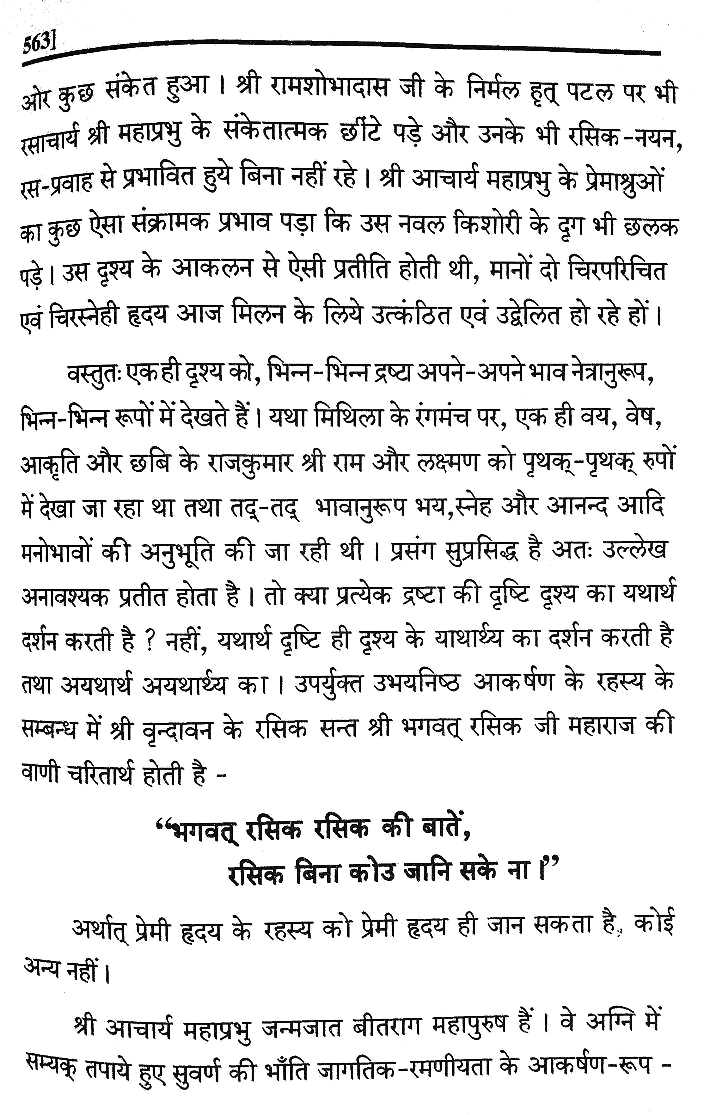 563]
ओर कुछ संकेत हुआ । श्री रामशोभादास जी के निर्मल हृत् पटल पर भी
रसाचार्य श्री महाप्रभु के संकेतात्मक छींटे पड़े और उनके भी रसिक-नयन,
रस-प्रवाह से प्रभावित हुये बिना नहीं रहे । श्री आचार्य महाप्रभु के प्रेमाश्रुओं
का कुछ ऐसा संक्रामक प्रभाव पड़ा कि उस नवल किशोरी के दृग भी छलक
पड़े । उस दृश्य के आकलन से ऐसी प्रतीति होती थी, मानों दो चिरपरिचित
एवं चिरस्नेही हृदय आज मिलन के लिये उत्कंठित एवं उद्वेलित हो रहे हों ।
वस्तुतः एक ही दृश्य को, भिन्न-भिन्न द्रष्टा अपने-अपने भाव नेत्रानुरूप,
भिन्न-भिन्न रूपों में देखते हैं । यथा मिथिला के रंगमंच पर, एक ही वय, वेष,
आकृति और छबि के राजकुमार श्री राम और लक्ष्मण को पृथक्-पृथक् रुपों
में देखा जा रहा था तथा तद्-तद् भावानुरूप भय,स्नेह और आनन्द आदि
मनोभावों की अनुभूति की जा रही थी । प्रसंग सुप्रसिद्ध है अतः उल्लेख
अनावश्यक प्रतीत होता है । तो क्या प्रत्येक द्रष्टा की दृष्टि दृश्य का यथार्थ
दर्शन करती है ? नहीं, यथार्थ दृष्टि ही दृश्य के याथार्थ्य का दर्शन करती है
तथा अयथार्थ अयथार्थ्य का । उपर्युक्त उभयनिष्ठ आकर्षण के रहस्य के
सम्बन्ध में श्री वृन्दावन के रसिक सन्त श्री भगवत् रसिक जी महाराज की
वाणी चरितार्थ होती है -
“भगवत् रसिक रसिक की बातें,
रसिक बिना कोउ जानि सके ना ।”
अर्थात् प्रेमी हृदय के रहस्य को प्रेमी हृदय ही जान सकता है, कोई
अन्य नहीं ।
श्री आचार्य महाप्रभु जन्मजात बीतराग महापुरुष हैं । वे अग्नि में
सम्यक् तपाये हुए सुवर्ण की भाँति जागतिक-रमणीयता के आकर्षण-रूप -